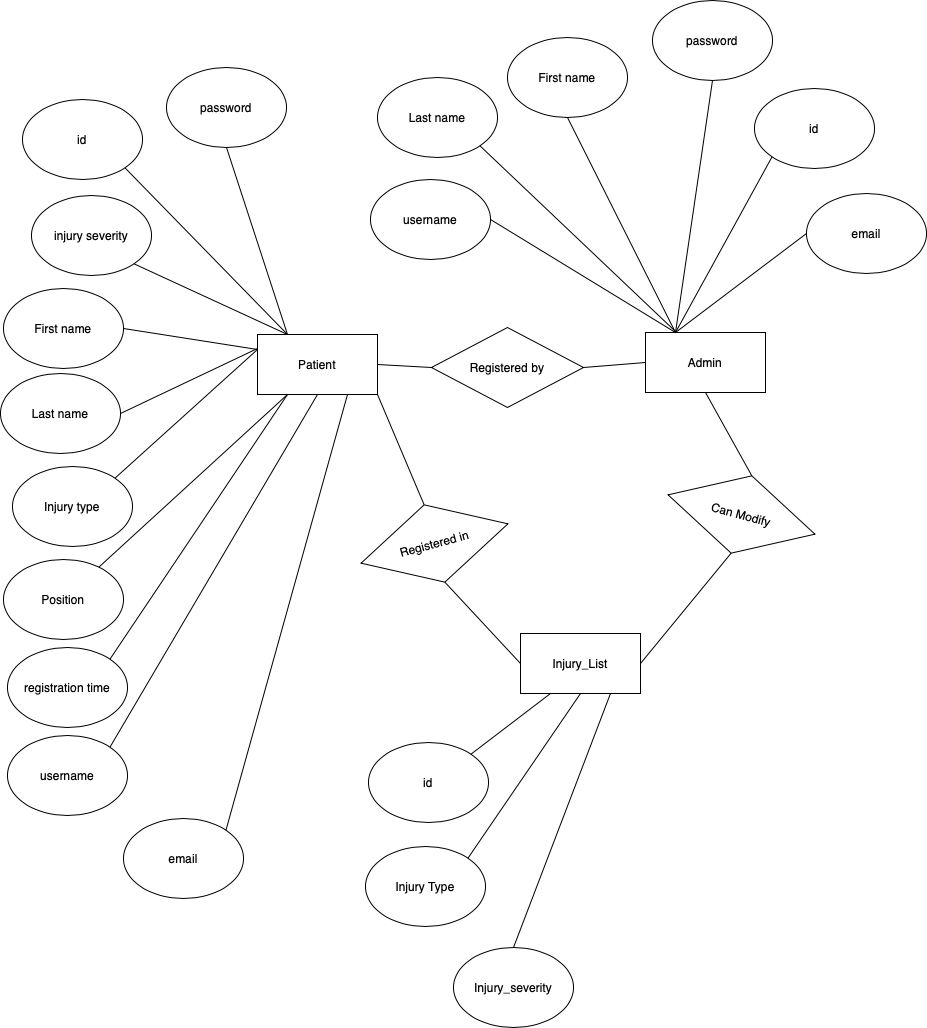 password
First name
password
id
Last name
id
username
injury severity
email
First name
Patient
Registered by
Admin
Last name
Injury type
Can Modify
Registered in
Position
Injury_List
registration time
username
id
email
Injury Type
Injury_severity